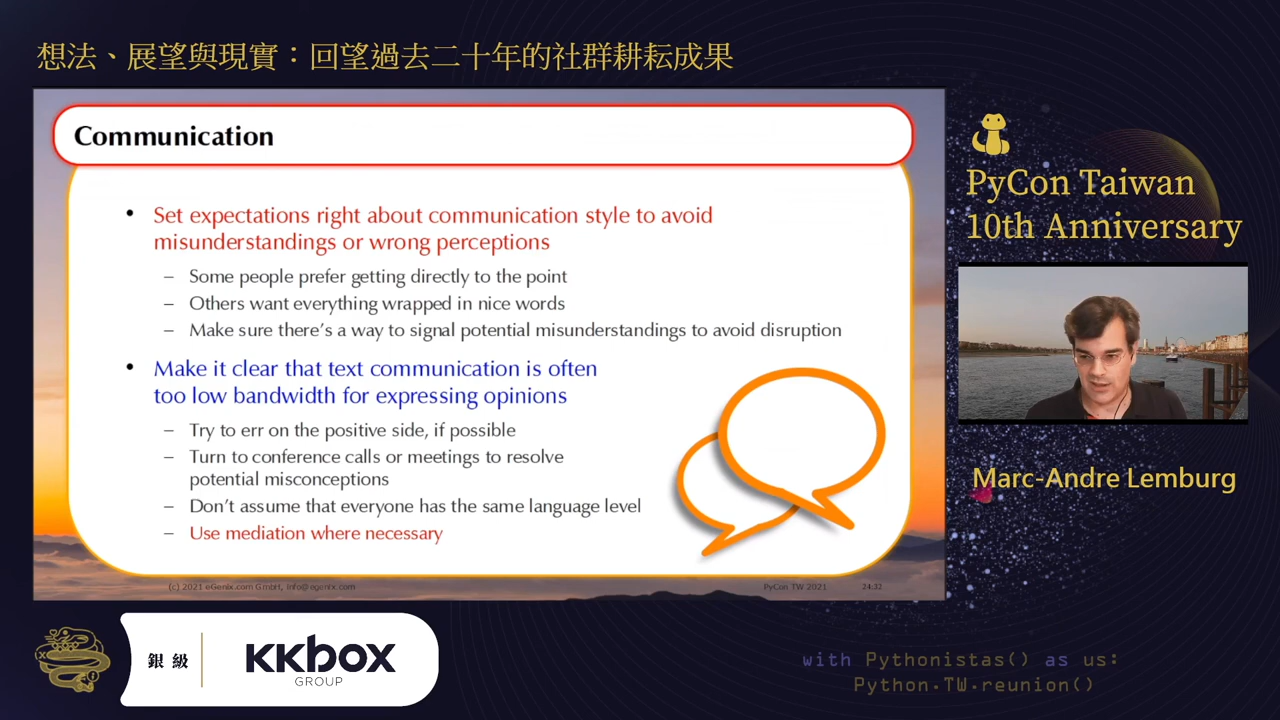 想法、展望與現實：回望過去二十年的社群耕耘成果
Communication
• Set expectations right about communication style to avoid
misunderstandings or wrong perceptions
– Some people prefer getting directly to the point
– Others want everything wrapped in nice words
– Make sure there's a way to signal potential misunderstandings to avoid disruption
• Make it clear that text communication is often
too low bandwidth for expressing opinions
– Try to err on the positive side, if possible
– Turn to conference calls or meetings to resolve
potential misconceptions
– Don't assume that everyone has the same language level
– Use mediation where necessary
(c) 2021 eGenix.com GmbH, info@egenix.com
PyCon TW 2021
24:32
PyCon Taiwan
10th Anniversary
Marc-Andre Lemburg
銀級
KKBOX
GROUP
with Pythonistas() as us:
Python.TW.reunion()